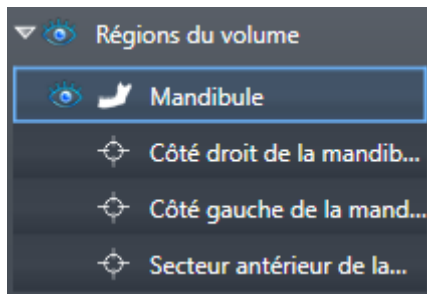 Régions du volume
Mandibule
Côté droit de la mandib...
Côté gauche de la mand...
Secteur antérieur de la...